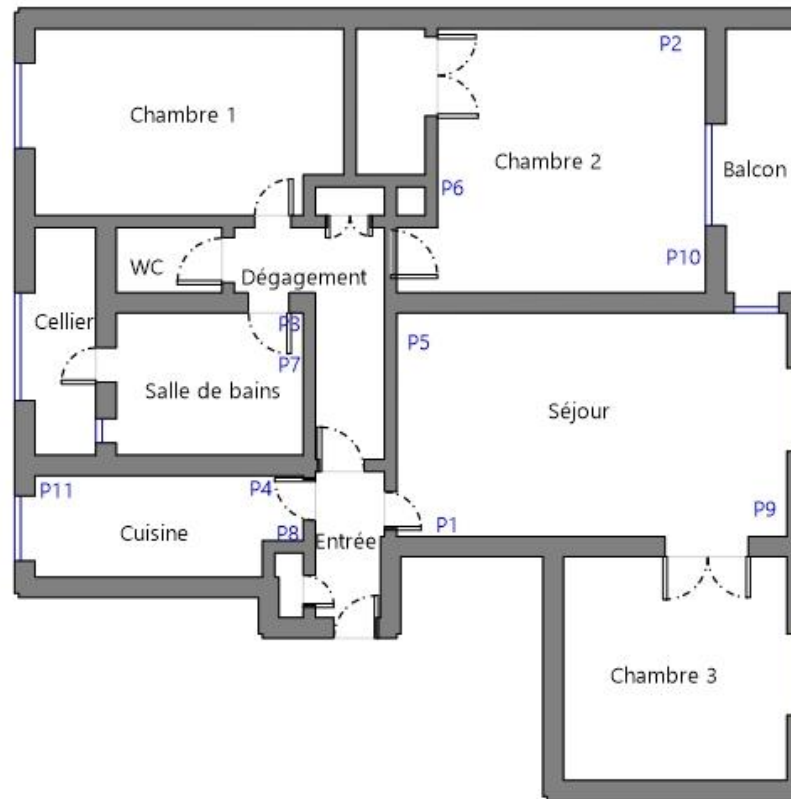 P2
Chambre 1
Chambre 2
Balcon
P6
WC
Dégagement
P10
Cellier
P3
P5
P7
Salle de bains
Séjour
P11
P4
P9
P1
Cuisine
P8
Entrée
Chambre 3